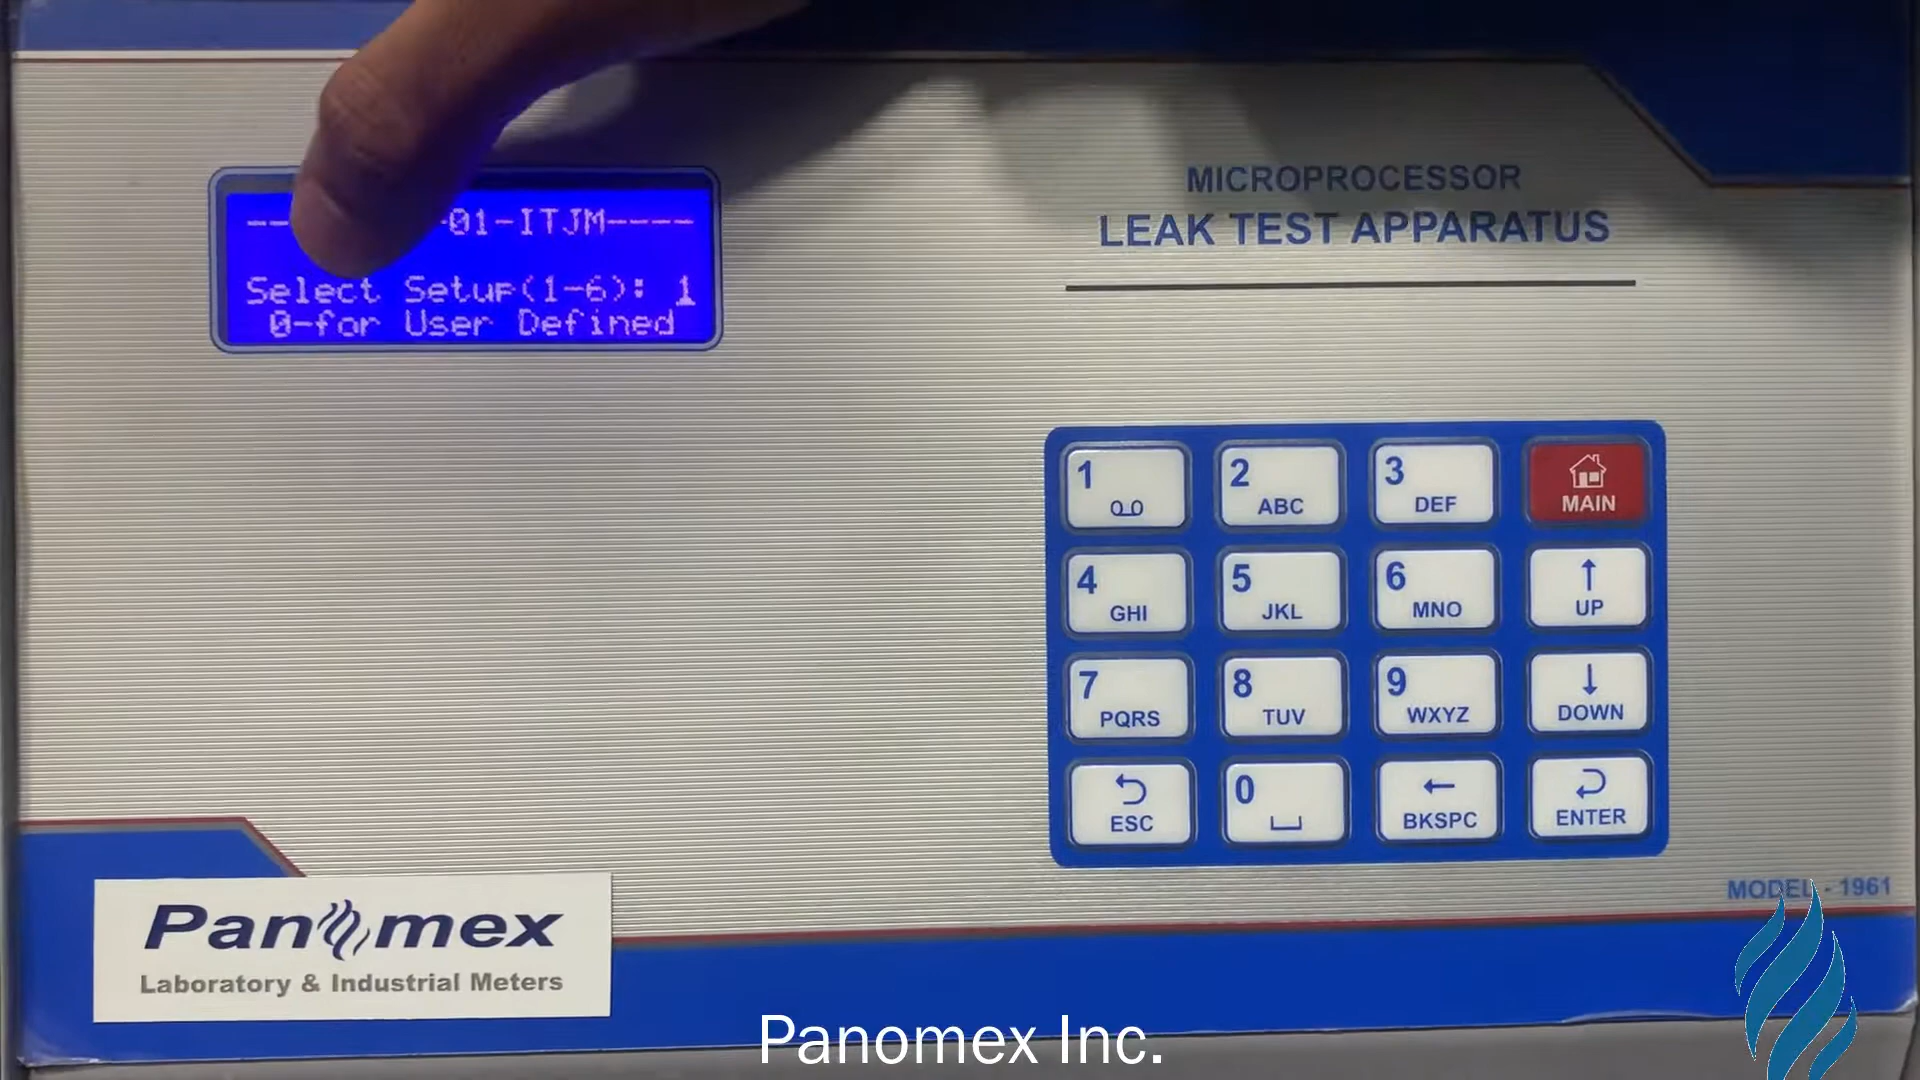 -01-ITJM----
Select Setup(1-6): 1
0-for User Defined
MICROPROCESSOR
LEAK TEST APPARATUS
1
2 ABC
3 DEF
MAIN
4 GHI
5 JKL
6 MNO
↑ UP
7 PQRS
8 TUV
9 WXYZ
↓ DOWN
ESC
0
← BKSPC
ENTER
MODEL - 1961
Panomex
Laboratory & Industrial Meters
Panomex Inc.